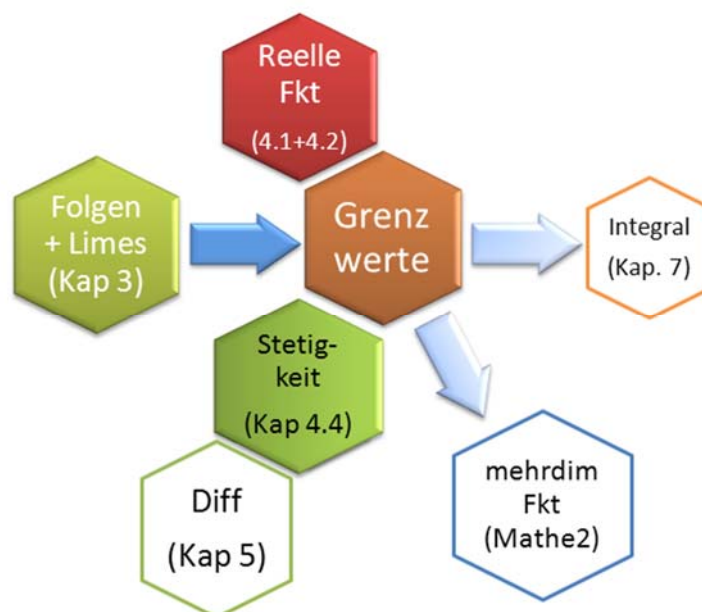 Reelle
Fkt
(4.1+4.2)
Folgen
+ Limes
(Kap 3)
Grenz
werte
Integral
(Kap. 7)
Stetig-
keit
(Kap 4.4)
Diff
(Kap 5)
mehrdim
Fkt
(Mathe2)